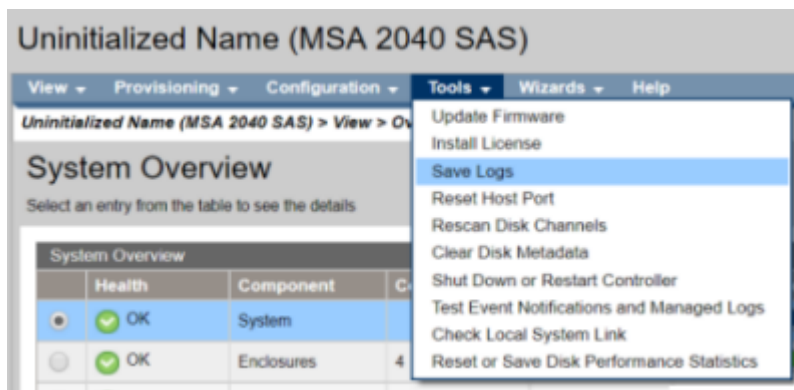 Uninitialized Name (MSA 2040 SAS)
View Provisioning Configuration Tools Wizards Help
Uninitialized Name (MSA 2040 SAS) > View >
Update Firmware
Install License
Save Logs
Reset Host Port
Rescan Disk Channels
Clear Disk Metadata
Shut Down or Restart Controller
Test Event Notifications and Managed Logs
Check Local System Link
Reset or Save Disk Performance Statistics
System Overview
Select an entry from the table to see the details
System Overview
Health Component
OK System
OK Enclosures 4